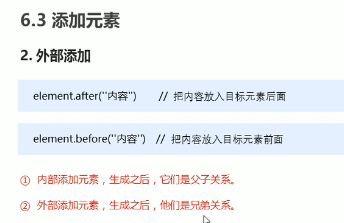 6.3 添加元素
2. 外部添加
element.after(''内容'')        //  把内容放入目标元素后面
element.before(''内容'')    //  把内容放入目标元素前面
① 内部添加元素，生成之后，它们是父子关系。
② 外部添加元素，生成之后，他们是兄弟关系。